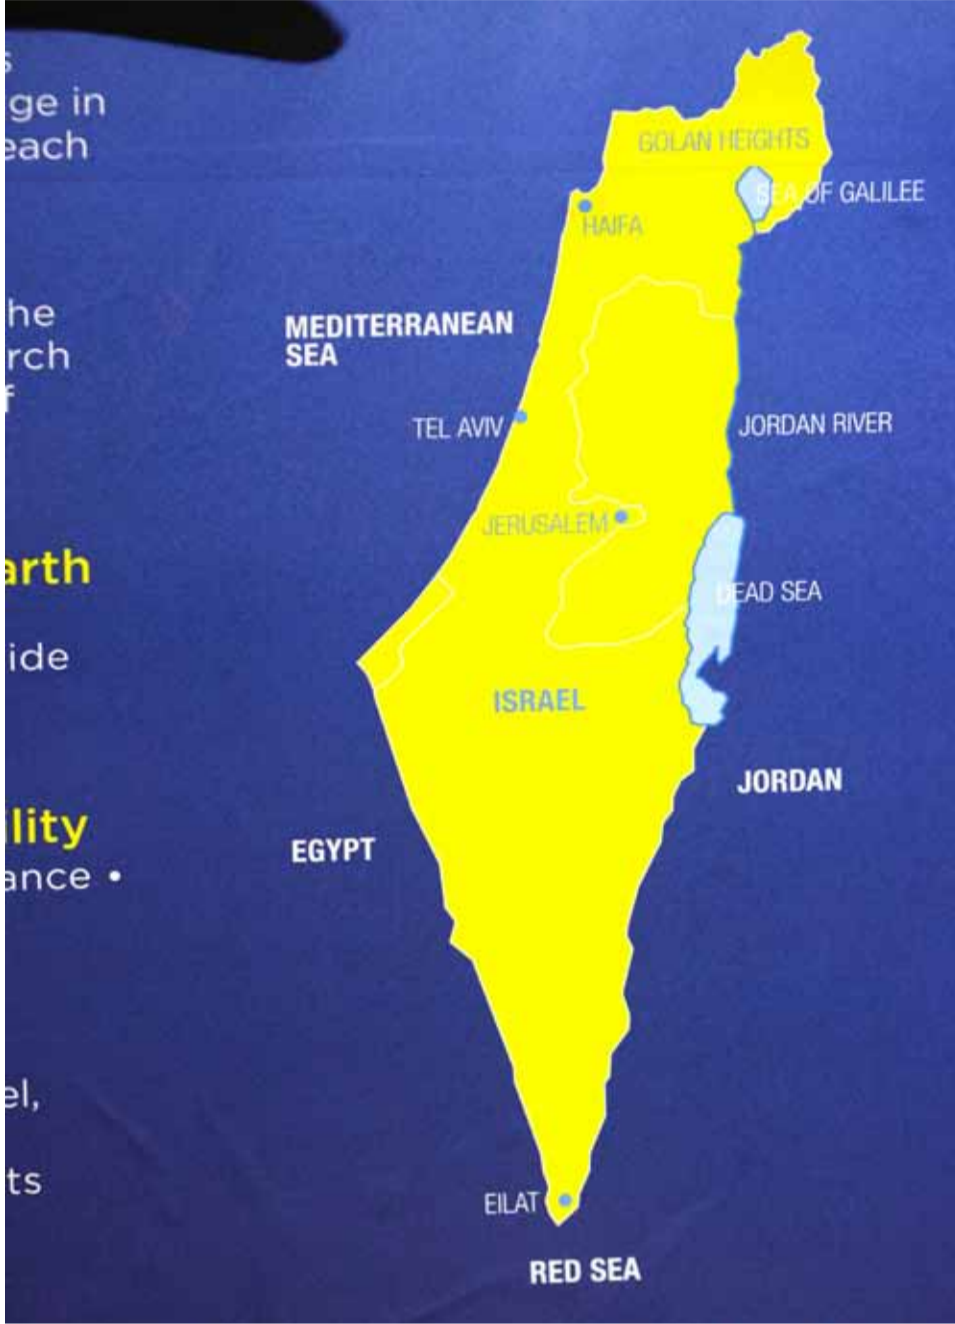 s
ge in
each
he
rch
f
arth
ide
ility
ance •
el,
ts
GOLAN HEIGHTS
SEA OF GALILEE
HAIFA
MEDITERRANEAN
SEA
TEL AVIV
JORDAN RIVER
JERUSALEM
DEAD SEA
ISRAEL
JORDAN
EGYPT
EILAT
RED SEA